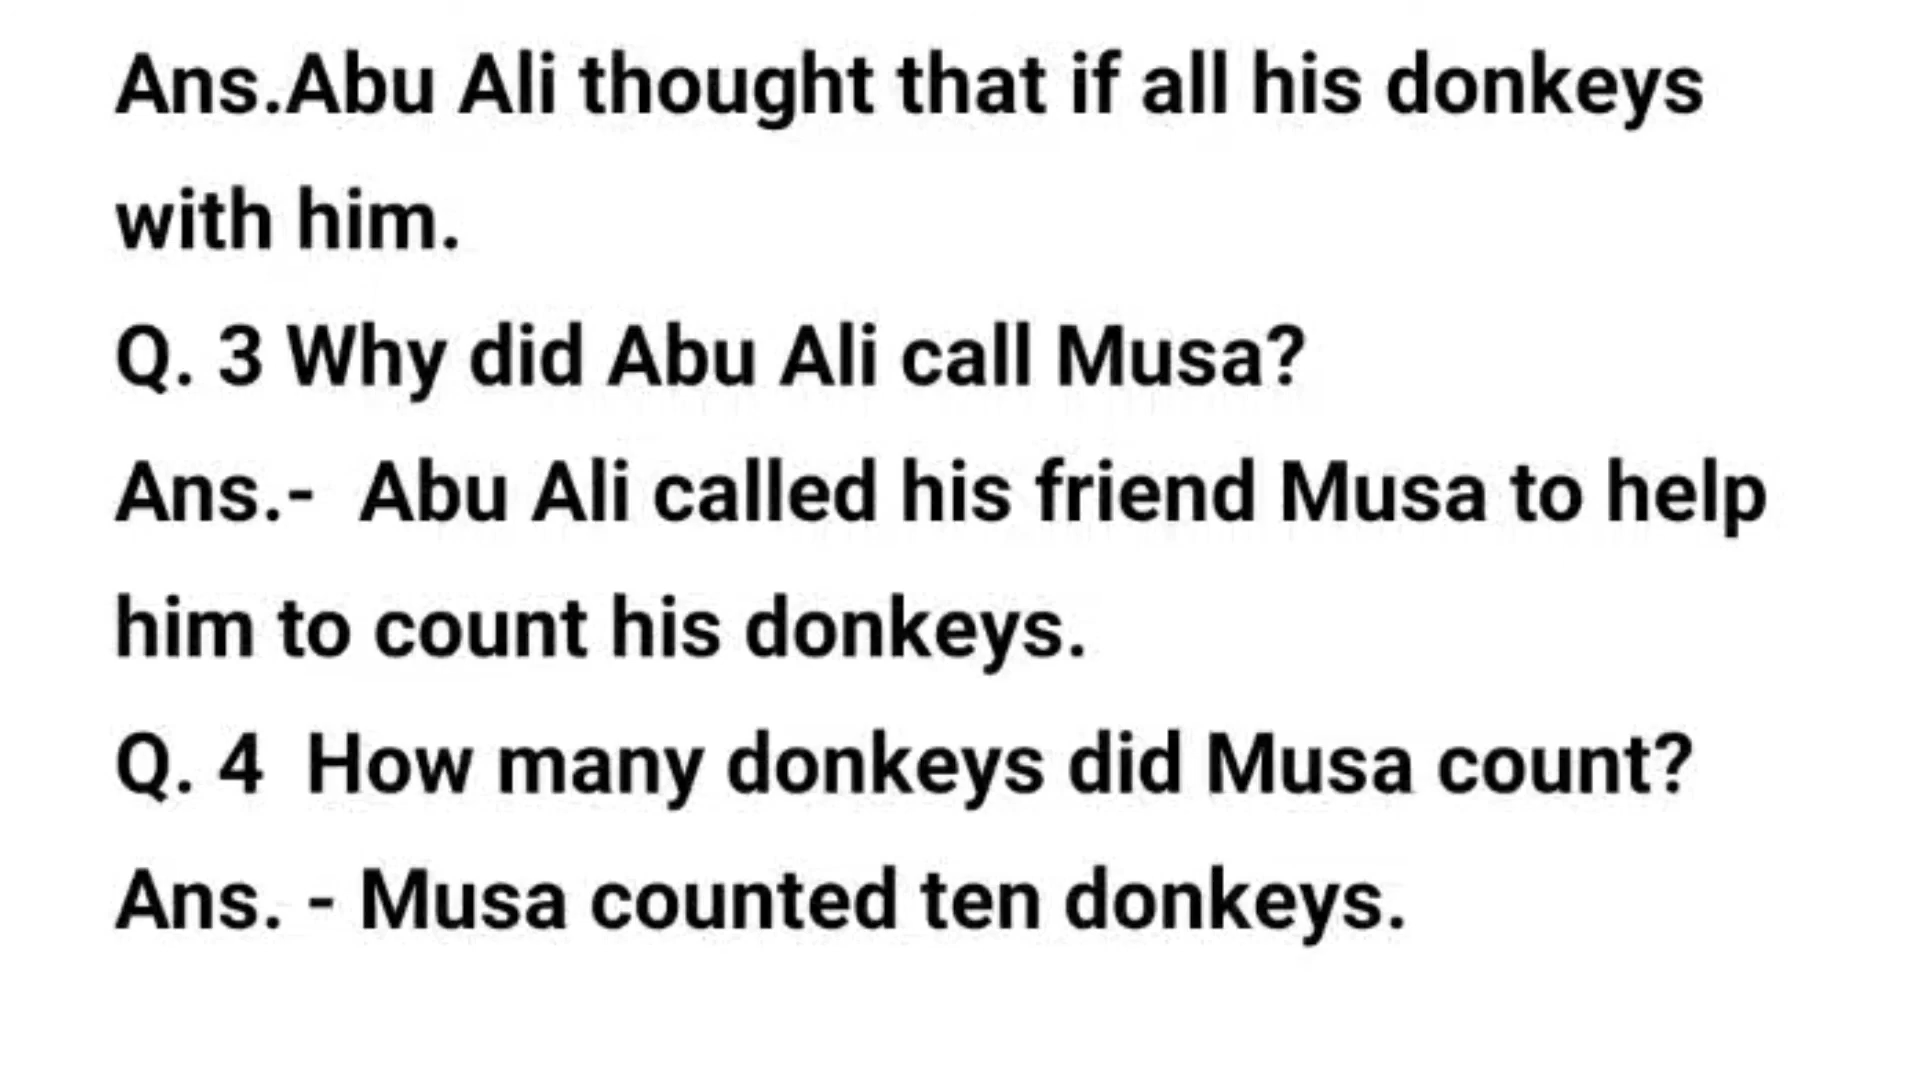 Ans.Abu Ali thought that if all his donkeys
with him.
Q. 3 Why did Abu Ali call Musa?
Ans.-  Abu Ali called his friend Musa to help
him to count his donkeys.
Q. 4  How many donkeys did Musa count?
Ans. - Musa counted ten donkeys.